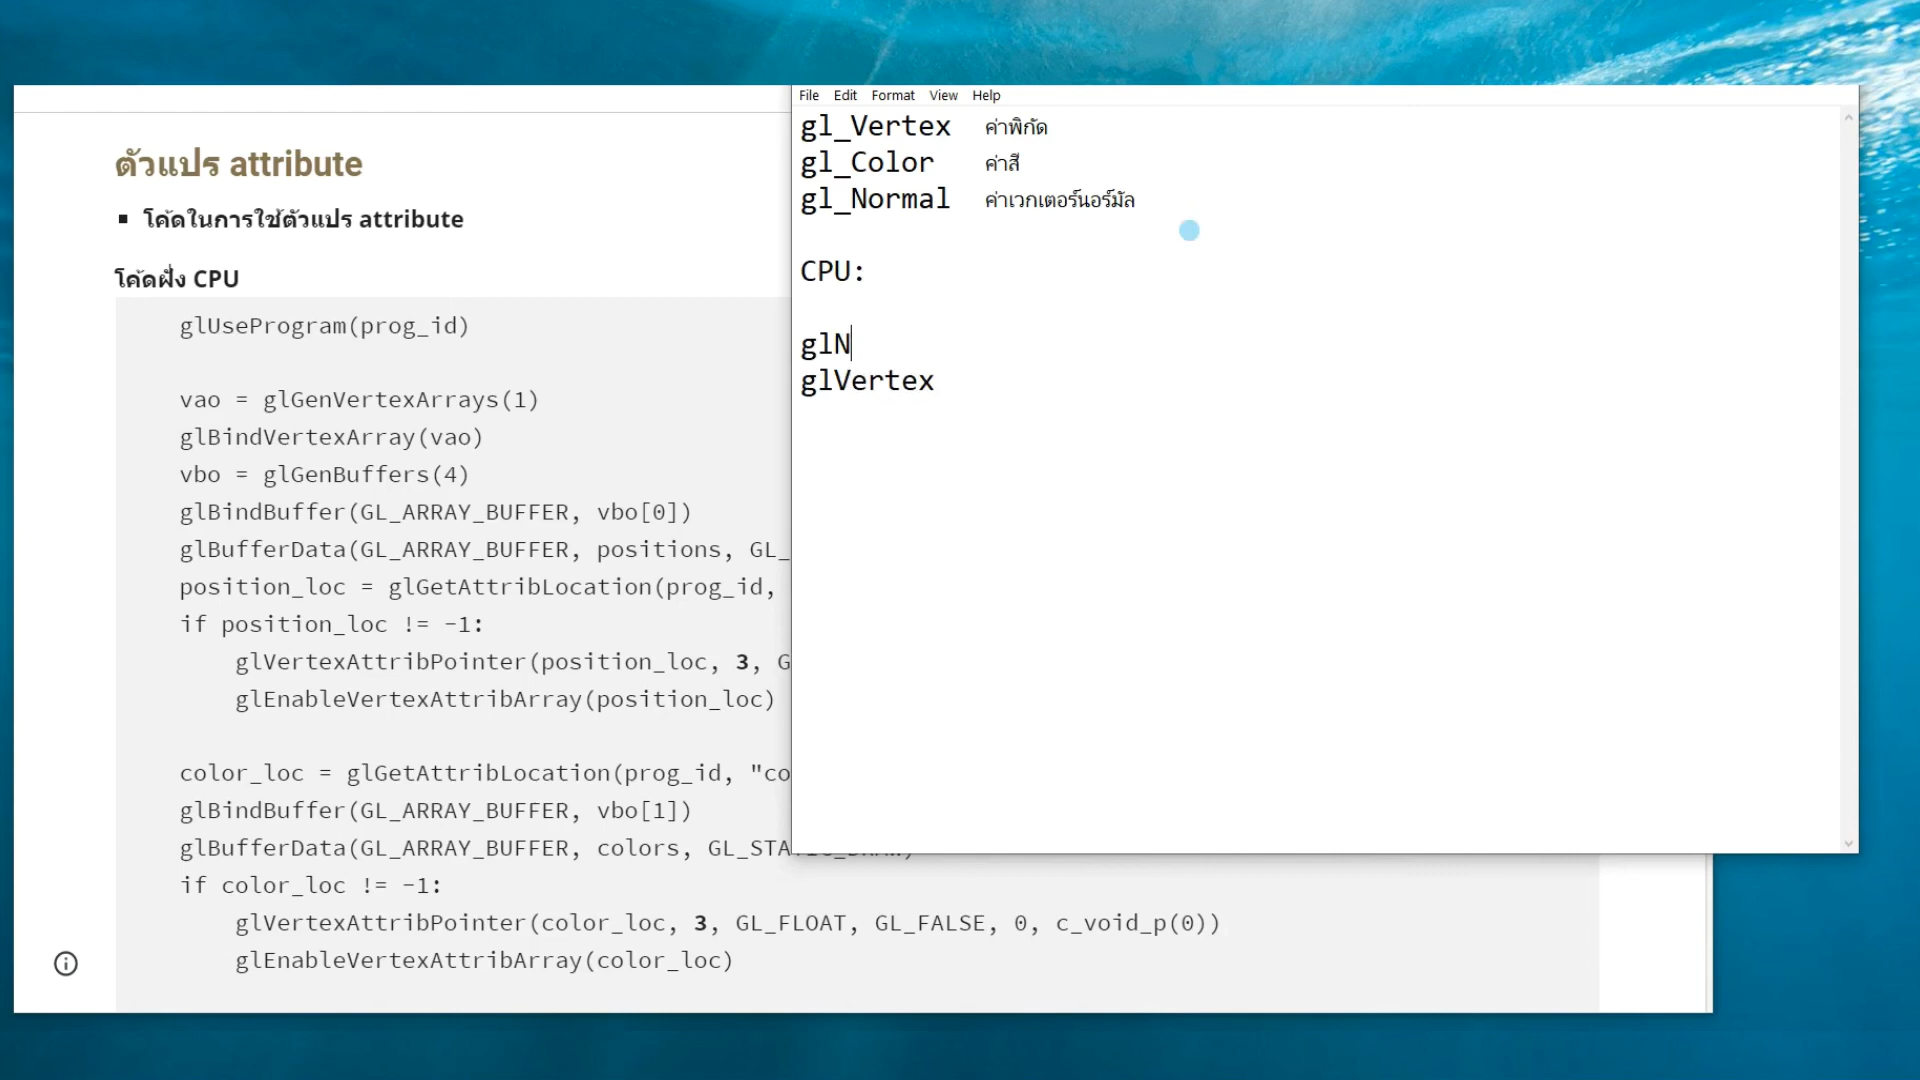 ตัวแปร attribute
▪ โค้ดในการใช้ตัวแปร attribute
โค้ดฝั่ง CPU
glUseProgram(prog_id)
vao = glGenVertexArrays(1)
glBindVertexArray(vao)
vbo = glGenBuffers(4)
glBindBuffer(GL_ARRAY_BUFFER, vbo[0])
glBufferData(GL_ARRAY_BUFFER, positions, GL_
position_loc = glGetAttribLocation(prog_id,
if position_loc != -1:
glVertexAttribPointer(position_loc, 3, G
glEnableVertexAttribArray(position_loc)
color_loc = glGetAttribLocation(prog_id, "co
glBindBuffer(GL_ARRAY_BUFFER, vbo[1])
glBufferData(GL_ARRAY_BUFFER, colors, GL_STA
if color_loc != -1:
glVertexAttribPointer(color_loc, 3, GL_FLOAT, GL_FALSE, 0, c_void_p(0))
glEnableVertexAttribArray(color_loc)
File Edit Format View Help
gl_Vertex ค่าพิกัด
gl_Color ค่าสี
gl_Normal ค่าเวกเตอร์นอร์มัล
CPU:
glN
glVertex